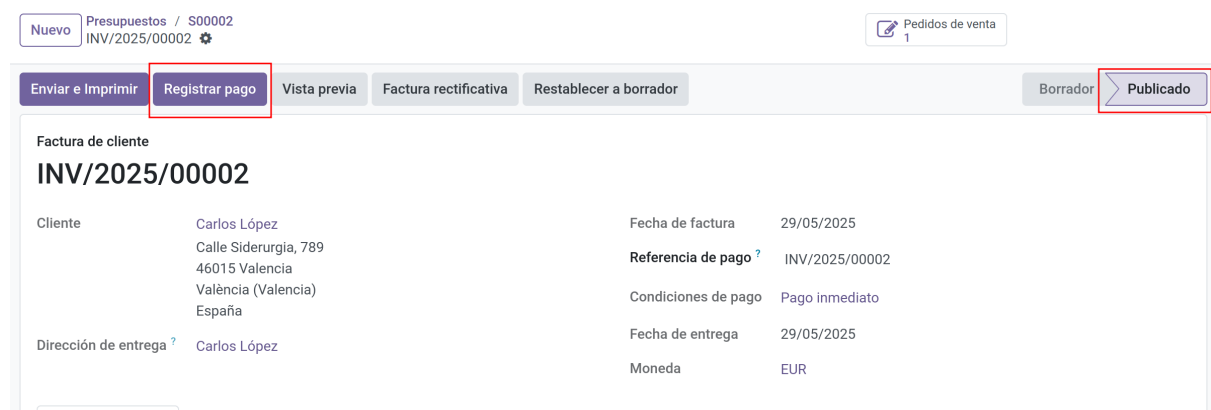 Nuevo
Presupuestos / S00002
INV/2025/00002
Pedidos de venta
1
Enviar e Imprimir
Registrar pago
Vista previa
Factura rectificativa
Restablecer a borrador
Borrador
Publicado
Factura de cliente
INV/2025/00002
Cliente
Carlos López
Calle Siderurgia, 789
46015 Valencia
València (Valencia)
España
Dirección de entrega ?
Carlos López
Fecha de factura
29/05/2025
Referencia de pago ?
INV/2025/00002
Condiciones de pago
Pago inmediato
Fecha de entrega
29/05/2025
Moneda
EUR